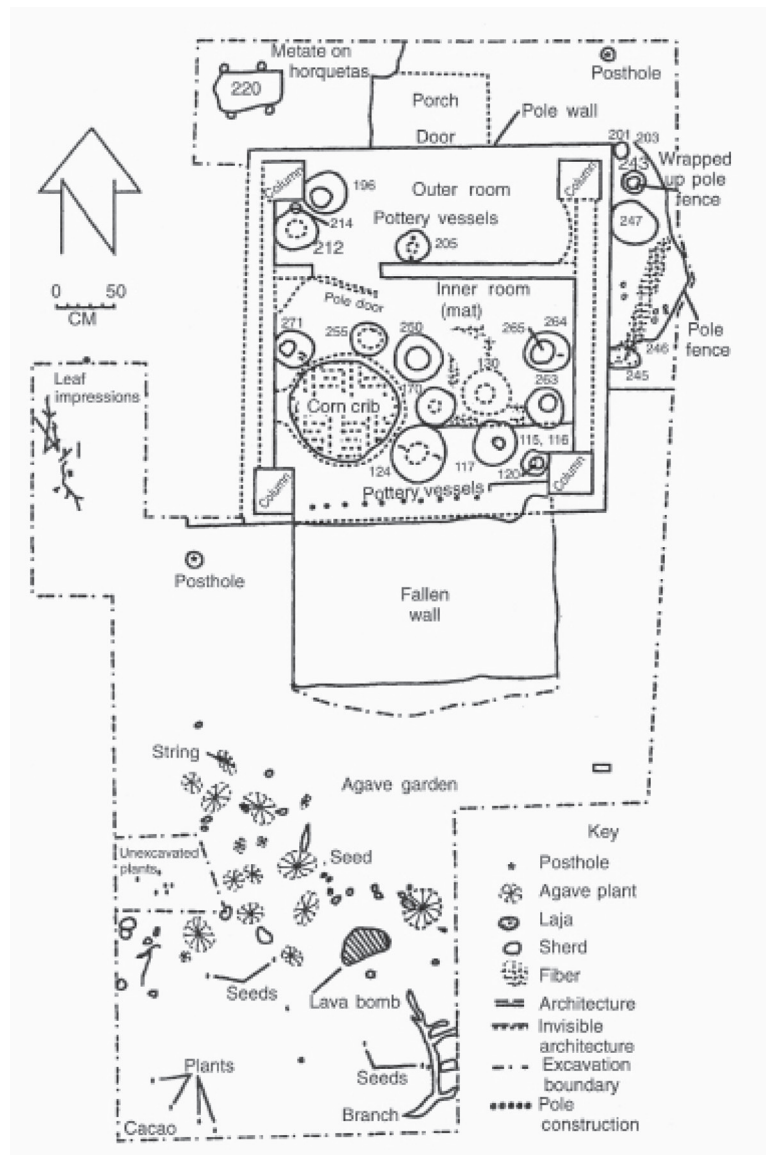 Metate on
horquetas
220
Posthole
Porch
Door
Pole wall
201 203
243
Wrapped
up pole
fence
247
Column
196
214
212
Outer room
Pottery vessels
205
Column
Inner room
(mat)
Pole door
0 50
CM
271
255
250
265
264
Pole
fence
246
245
130
263
170
Corn crib
Leaf
impressions
115, 116
117
120
124
Column
Column
Pottery vessels
Posthole
Fallen
wall
String
Agave garden
Unexcavated
plants
Seed
Seeds
Lava bomb
Plants
Seeds
Cacao
Branch
Key
Posthole
Agave plant
Laja
Sherd
Fiber
Architecture
Invisible
architecture
Excavation
boundary
Pole
construction